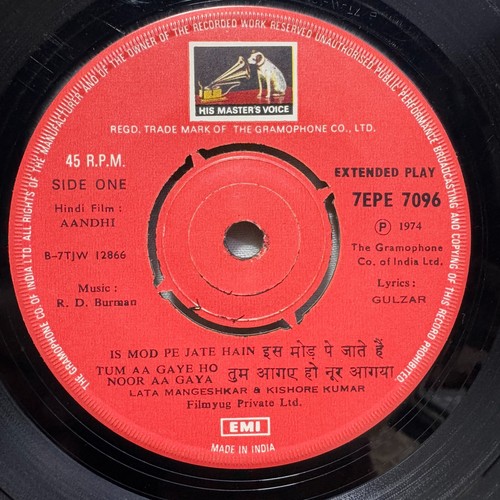 THE GRAMOPHONE CO. OF INDIA LTD. ALL RIGHTS OF THE MANUFACTURER AND OF THE OWNER OF THE RECORDED WORK RESERVED UNAUTHORISED PUBLIC PERFORMANCE BROADCASTING AND COPYING OF THIS RECORD PROHIBITED
HIS MASTER'S VOICE
REGD. TRADE MARK OF THE GRAMOPHONE CO., LTD.
45 R.P.M.
SIDE ONE
Hindi Film :
AANDHI
B-7TJW 12866
Music :
R. D. Burman
EXTENDED PLAY
7EPE 7096
Ⓟ 1974
The Gramophone
Co. of India Ltd.
Lyrics :
GULZAR
IS MOD PE JATE HAIN इस मोड़ पे जाते हैं
TUM AA GAYE HO
NOOR AA GAYA तुम आगए हो नूर आगया
LATA MANGESHKAR & KISHORE KUMAR
Filmyug Private Ltd.
EMI
MADE IN INDIA